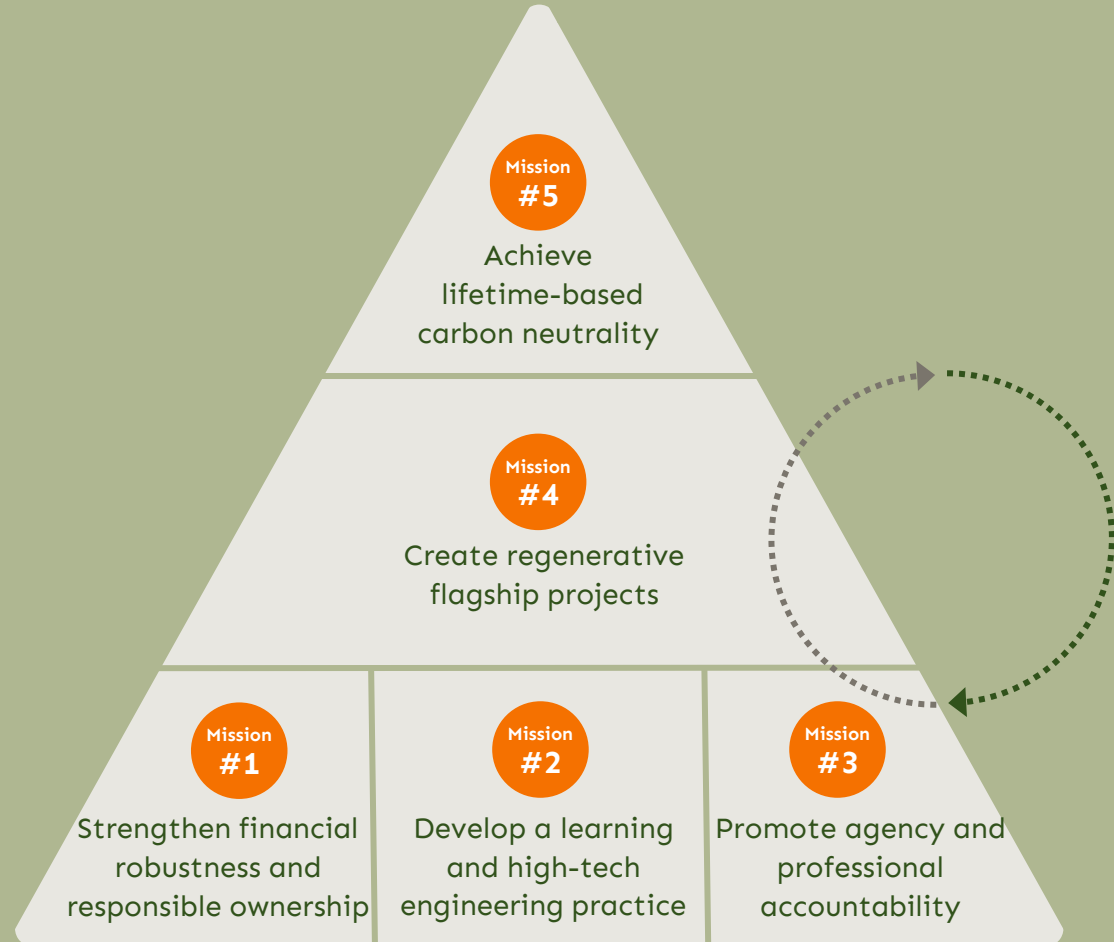 Mission
#5
Achieve
lifetime-based
carbon neutrality
Mission
#4
Create regenerative
flagship projects
Mission
#1
Strengthen financial
robustness and
responsible ownership
Mission
#2
Develop a learning
and high-tech
engineering practice
Mission
#3
Promote agency and
professional
accountability